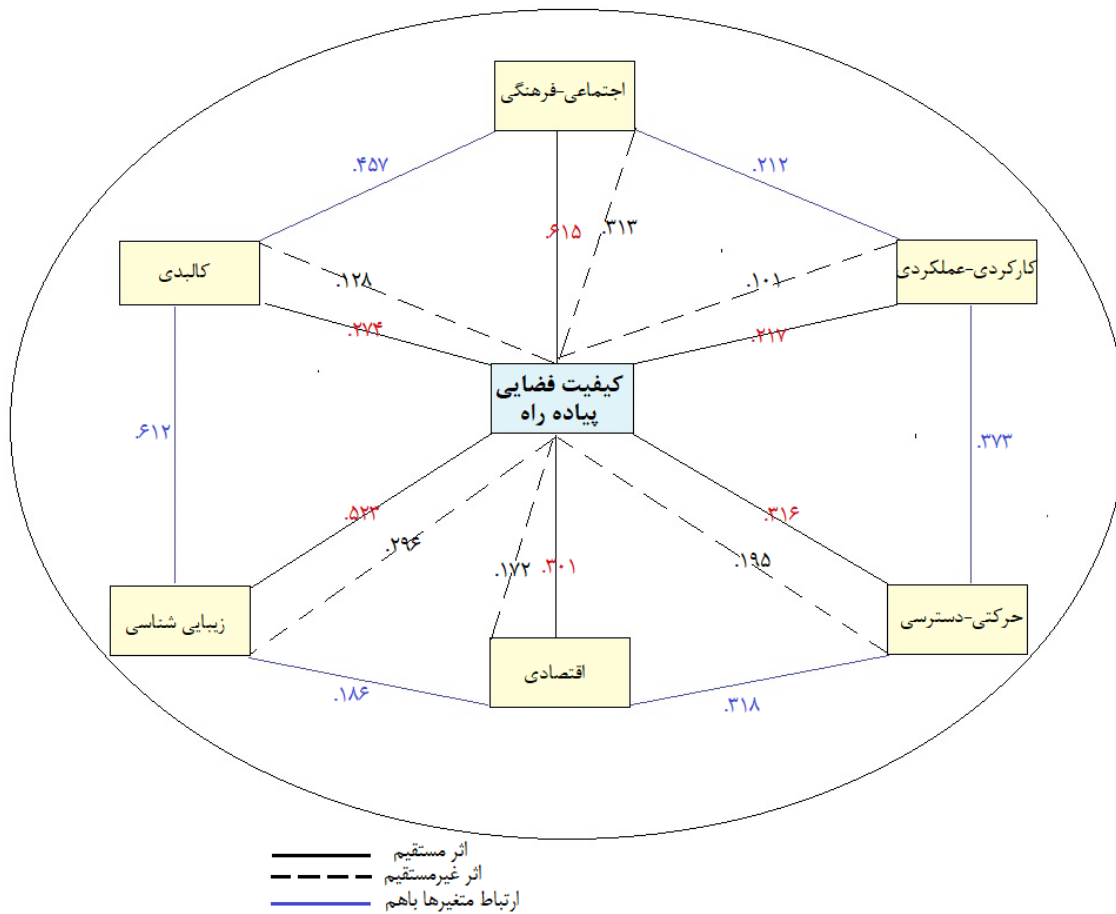 اجتماعی-فرهنگی
.۴۵۷
.۲۱۲
.۶۱۵
.۳۱۳
کالبدی
کارکردی-عملکردی
.۱۲۸
.۱۰۱
.۲۷۴
.۲۱۷
کیفیت فضایی
پیاده راه
.۶۱۲
.۳۷۳
.۵۲۳
.۳۱۶
.۲۹۶
.۱۷۲
.۳۰۱
.۱۹۵
زیبایی شناسی
اقتصادی
حرکتی-دسترسی
.۱۸۶
.۳۱۸
اثر مستقیم
اثر غیرمستقیم
ارتباط متغیرها باهم